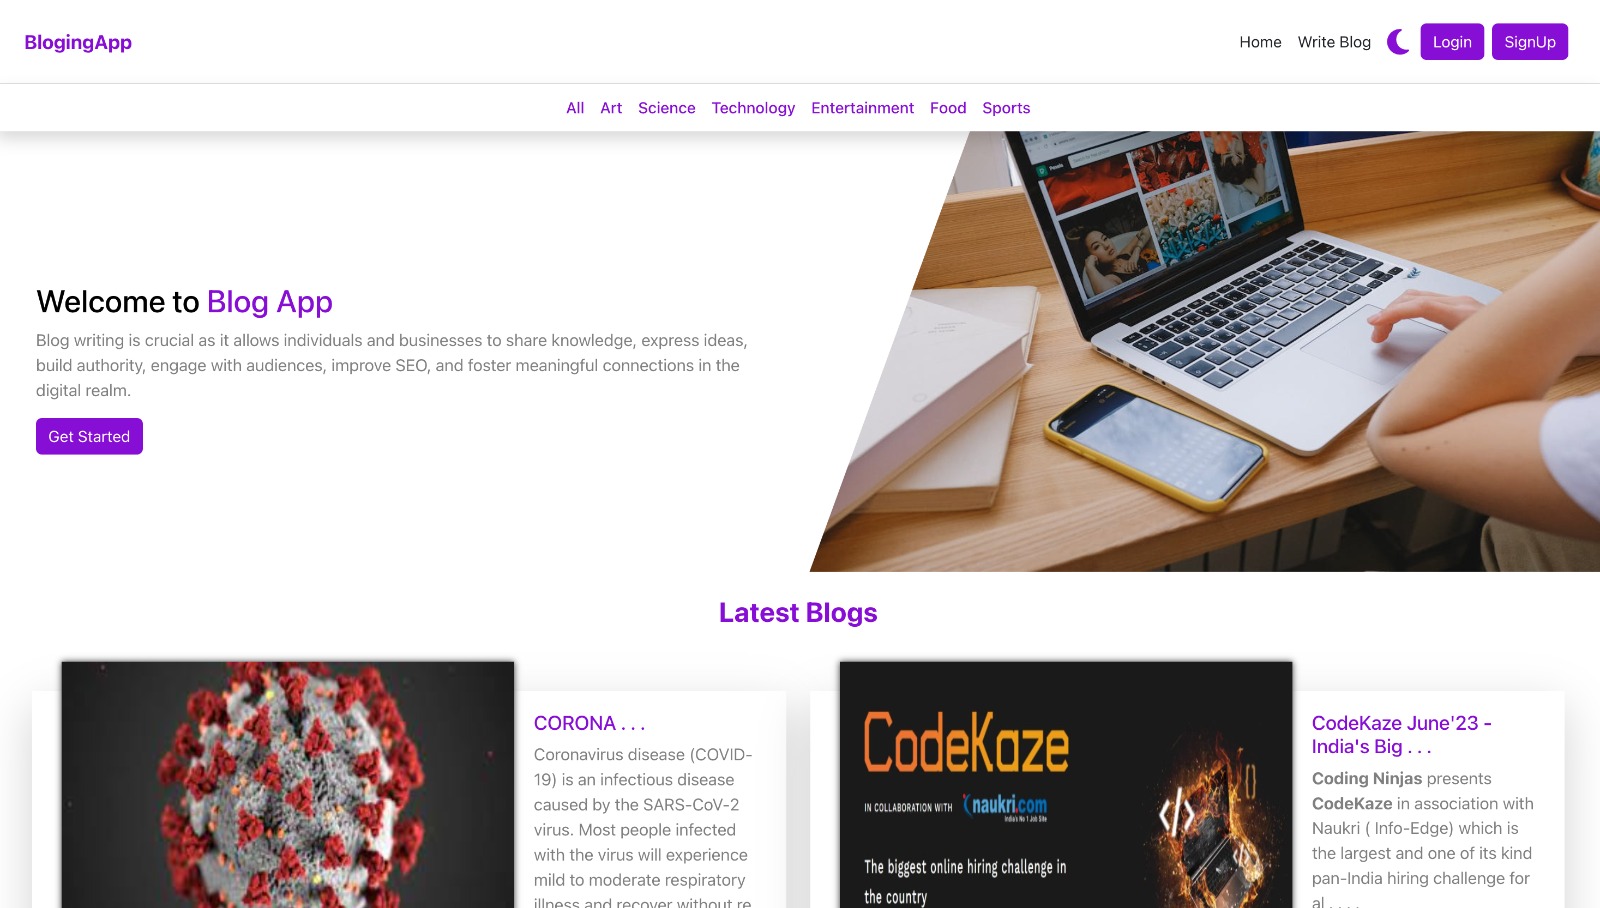 BlogingApp
Home Write Blog Login SignUp
All Art Science Technology Entertainment Food Sports
Welcome to Blog App
Blog writing is crucial as it allows individuals and businesses to share knowledge, express ideas,
build authority, engage with audiences, improve SEO, and foster meaningful connections in the
digital realm.
Get Started
Latest Blogs
CORONA . . .
Coronavirus disease (COVID-
19) is an infectious disease
caused by the SARS-CoV-2
virus. Most people infected
with the virus will experience
mild to moderate respiratory
illness and recover without re
CodeKaze
IN COLLABORATION WITH naukri.com
India's No 1 Job Site
The biggest online hiring challenge in
the country
CodeKaze June'23 -
India's Big . . .
Coding Ninjas presents
CodeKaze in association with
Naukri ( Info-Edge) which is
the largest and one of its kind
pan-India hiring challenge for
al . . . .